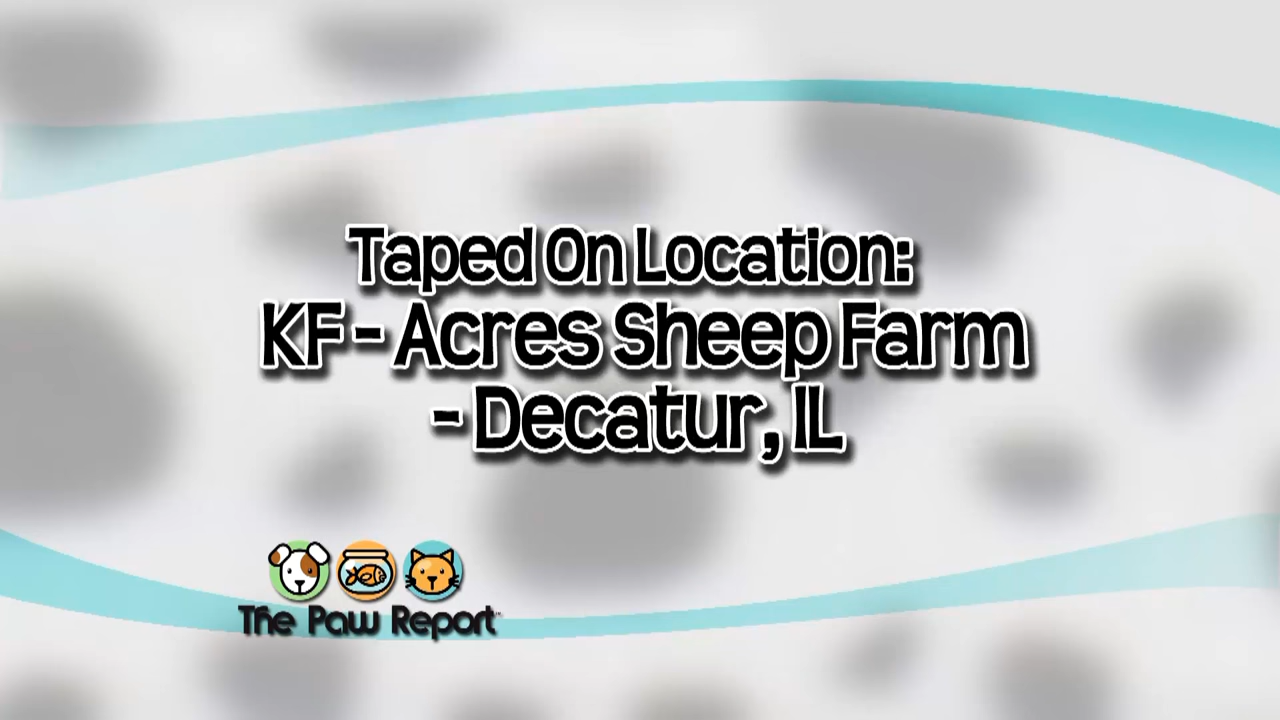 Taped On Location:
KF - Acres Sheep Farm
- Decatur, IL
The Paw Report